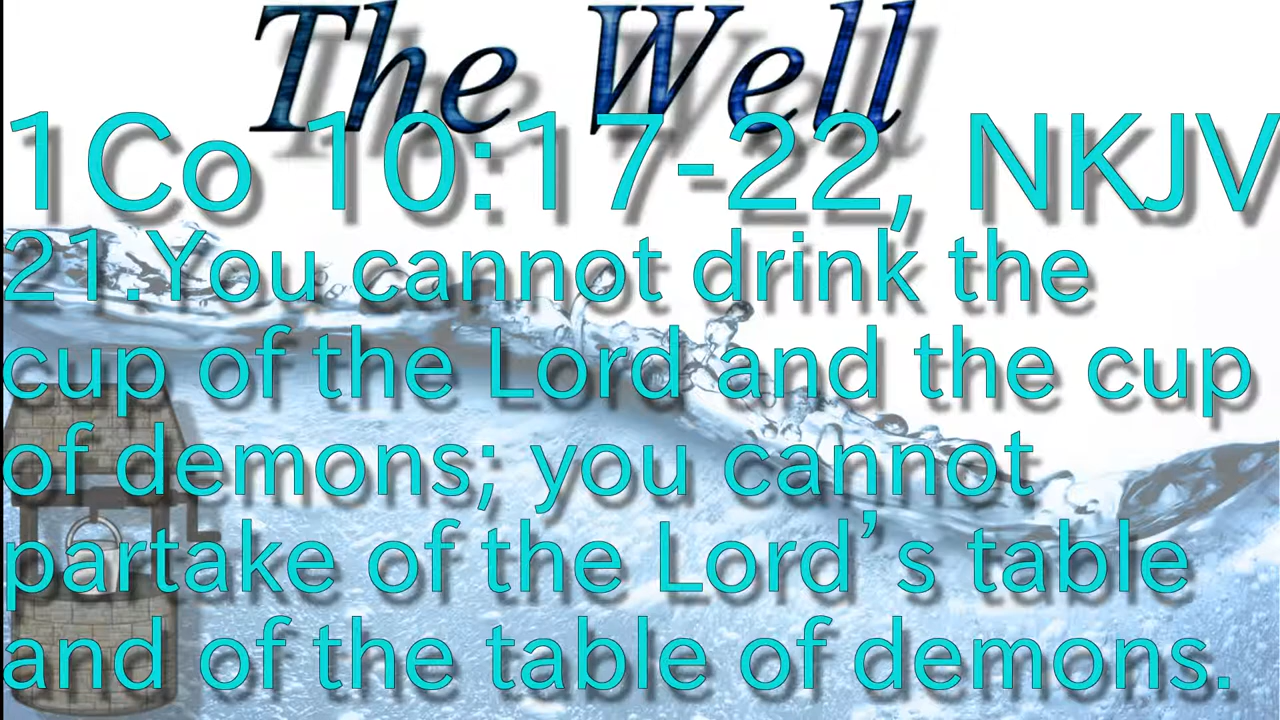 The Well
1Co 10:17-22, NKJV
21.You cannot drink the
cup of the Lord and the cup
of demons; you cannot
partake of the Lord’s table
and of the table of demons.